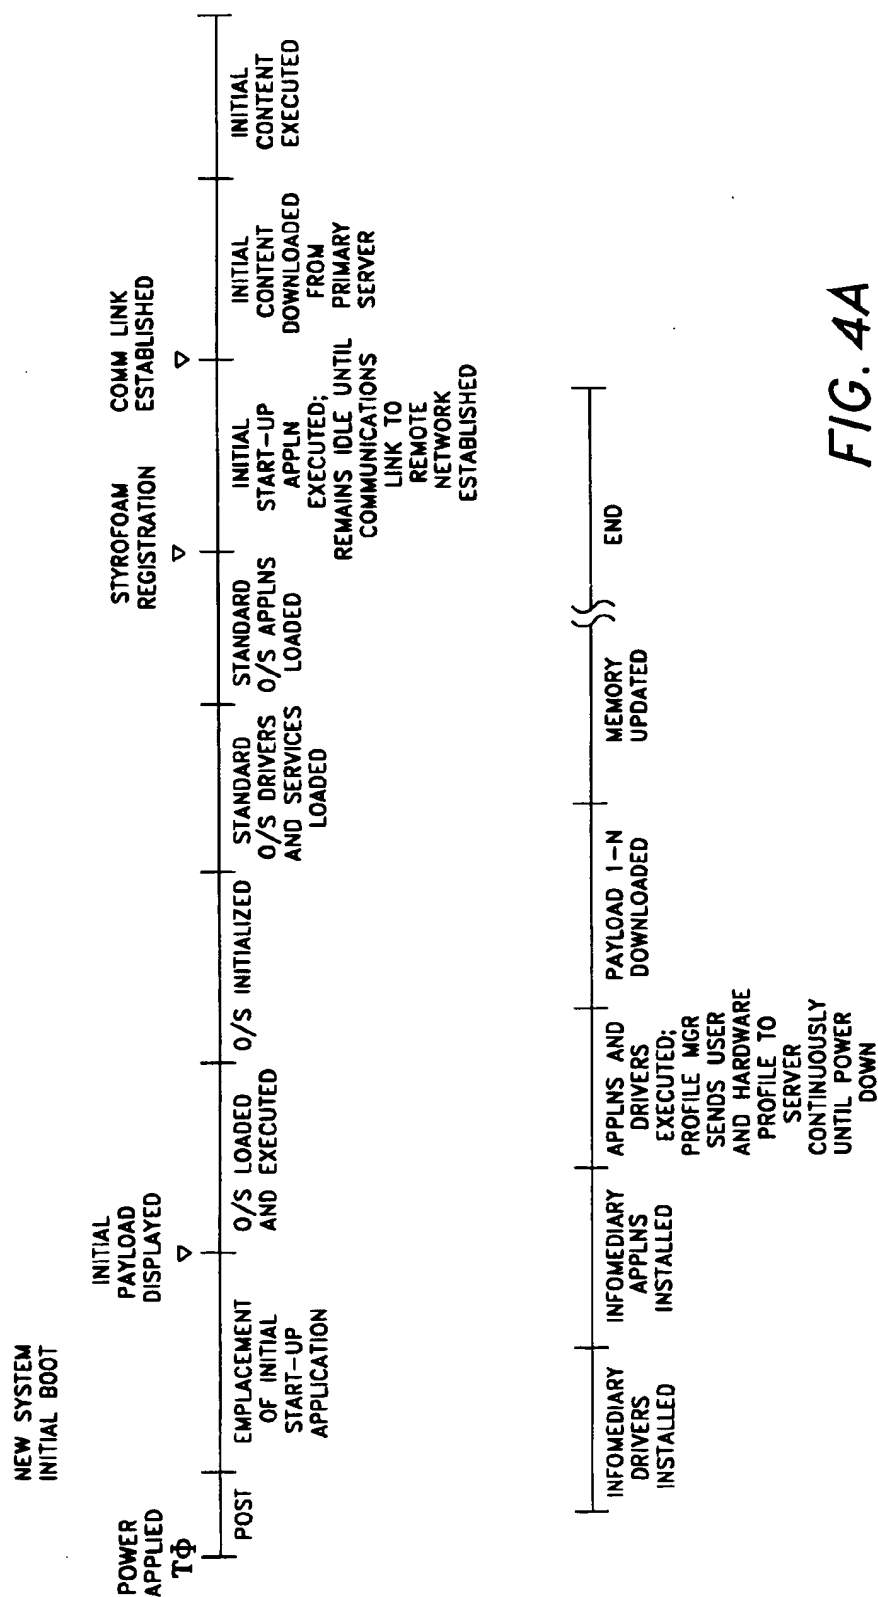 NEW SYSTEM
INITIAL BOOT
POWER
APPLIED
TΦ
INITIAL
PAYLOAD
DISPLAYED
STYROFOAM
REGISTRATION
COMM LINK
ESTABLISHED
POST
EMPLACEMENT
OF INITIAL
START-UP
APPLICATION
O/S LOADED
AND EXECUTED
O/S INITIALIZED
STANDARD
O/S DRIVERS
AND SERVICES
LOADED
STANDARD
O/S APPLNS
LOADED
INITIAL
START-UP
APPLN
EXECUTED;
REMAINS IDLE UNTIL
COMMUNICATIONS
LINK TO
REMOTE
NETWORK
ESTABLISHED
INITIAL
CONTENT
DOWNLOADED
FROM
PRIMARY
SERVER
INITIAL
CONTENT
EXECUTED
INFOMEDIARY
DRIVERS
INSTALLED
INFOMEDIARY
APPLNS
INSTALLED
APPLNS AND
DRIVERS
EXECUTED;
PROFILE MGR
SENDS USER
AND HARDWARE
PROFILE TO
SERVER
CONTINUOUSLY
UNTIL POWER
DOWN
PAYLOAD 1-N
DOWNLOADED
MEMORY
UPDATED
END
FIG. 4A